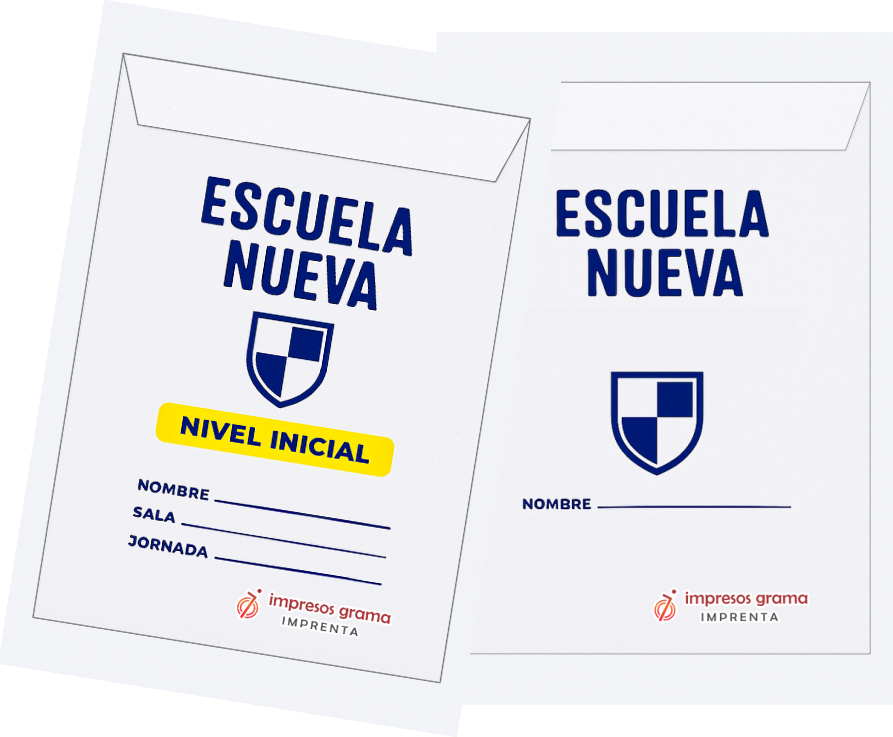 ESCUELA
NUEVA
NIVEL INICIAL
NOMBRE
SALA
JORNADA
impresos grama
IMPRENTA
ESCUELA
NUEVA
NOMBRE
impresos grama
IMPRENTA